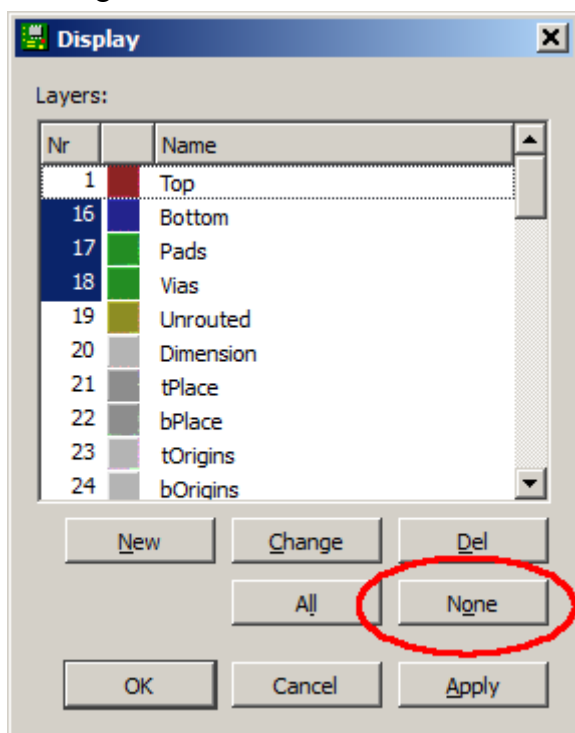 Display
Layers:
Nr Name
1 Top
16 Bottom
17 Pads
18 Vias
19 Unrouted
20 Dimension
21 tPlace
22 bPlace
23 tOrigins
24 bOrigins
New Change Del
All None
OK Cancel Apply